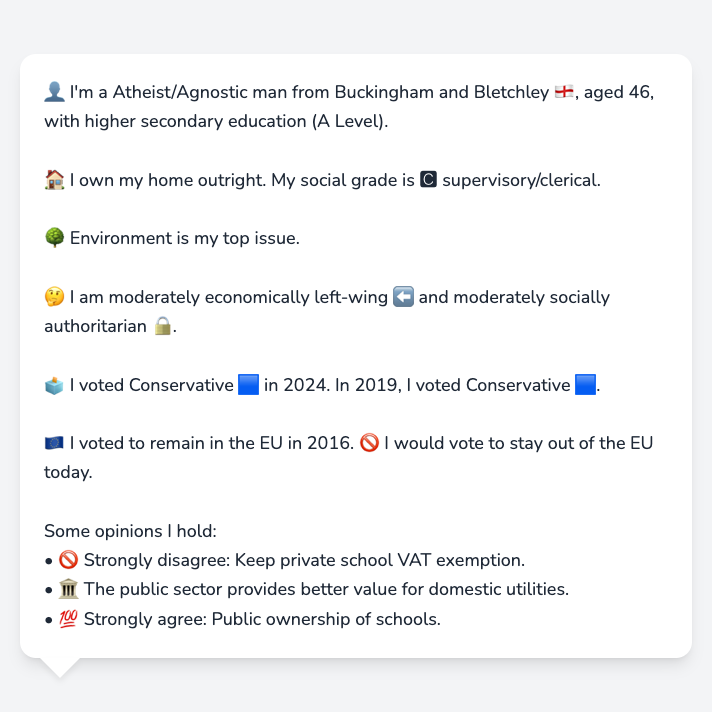 👤 I'm a Atheist/Agnostic man from Buckingham and Bletchley 🏴󠁧󠁢󠁥󠁮󠁧󠁿, aged 46,
with higher secondary education (A Level).
🏠 I own my home outright. My social grade is 🅲 supervisory/clerical.
🌳 Environment is my top issue.
🤔 I am moderately economically left-wing ⬅️ and moderately socially
authoritarian 🔒.
🗳️ I voted Conservative 🟦 in 2024. In 2019, I voted Conservative 🟦.
🇪🇺 I voted to remain in the EU in 2016. 🚫 I would vote to stay out of the EU
today.
Some opinions I hold:
• 🚫 Strongly disagree: Keep private school VAT exemption.
• 🏛️ The public sector provides better value for domestic utilities.
• 💯 Strongly agree: Public ownership of schools.